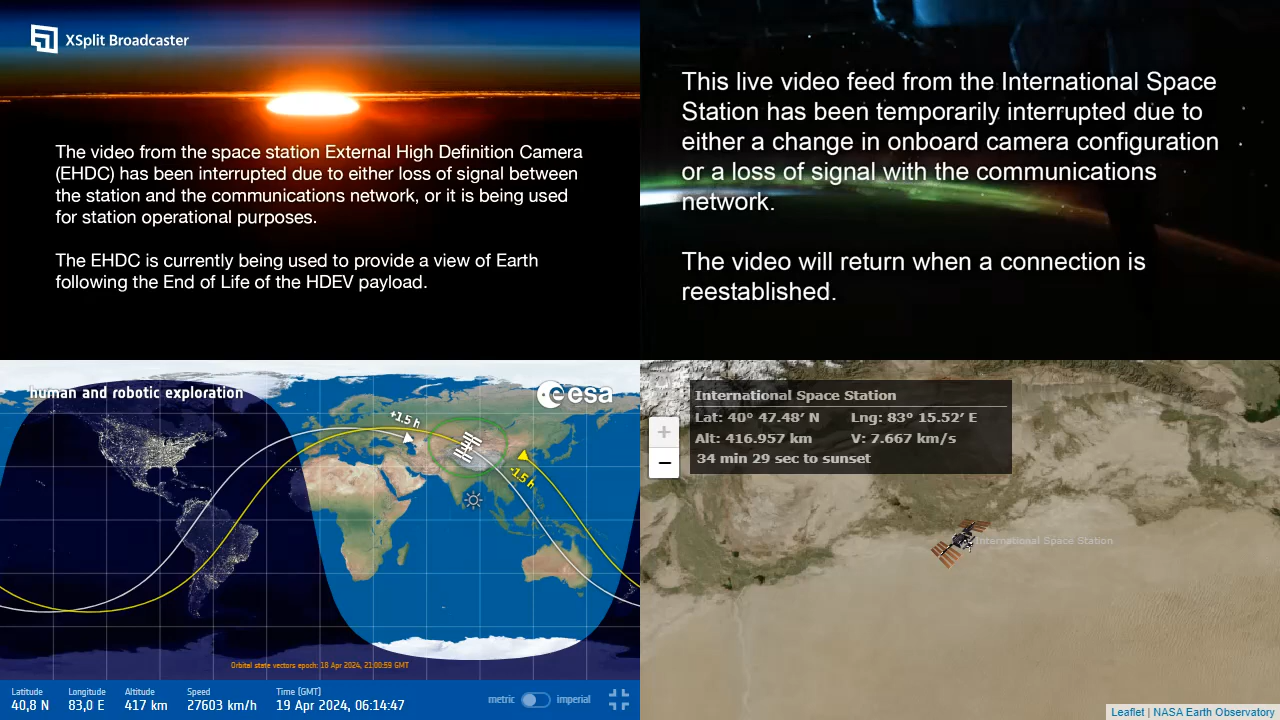 XSplit Broadcaster
The video from the space station External High Definition Camera
(EHDC) has been interrupted due to either loss of signal between
the station and the communications network, or it is being used
for station operational purposes.
The EHDC is currently being used to provide a view of Earth
following the End of Life of the HDEV payload.
This live video feed from the International Space
Station has been temporarily interrupted due to
either a change in onboard camera configuration
or a loss of signal with the communications
network.
The video will return when a connection is
reestablished.
human and robotic exploration
esa
+1.5 h
-1.5 h
Orbital state vectors epoch: 18 Apr 2024, 21:00:59 GMT
Latitude Longitude Altitude Speed Time (GMT)
40,8 N 83,0 E 417 km 27603 km/h 19 Apr 2024, 06:14:47
metric imperial
+
−
International Space Station
Lat: 40° 47.48′ N Lng: 83° 15.52′ E
Alt: 416.957 km V: 7.667 km/s
34 min 29 sec to sunset
International Space Station
Leaflet | NASA Earth Observatory